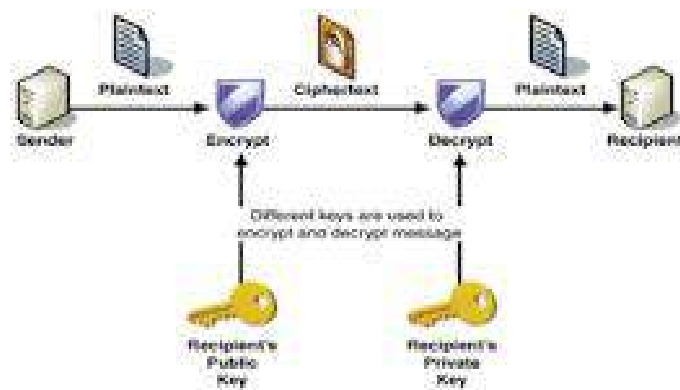 Plaintext
Ciphertext
Plaintext
Sender
Encrypt
Decrypt
Recipient
Different keys are used to
encrypt and decrypt message
Recipient's
Public
Key
Recipient's
Private
Key